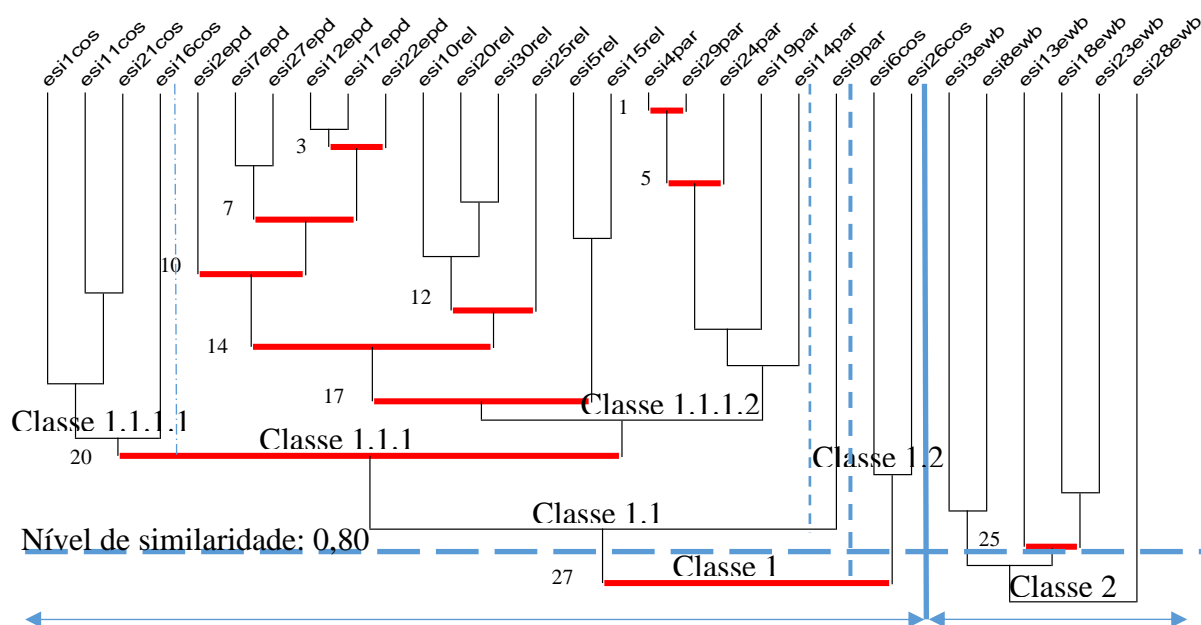 esi1cos esi11cos esi21cos esi16cos esi2epd esi7epd esi27epd esi12epd esi17epd esi22epd esi10rel esi20rel esi30rel esi25rel esi5rel esi15rel esi4par esi29par esi24par esi19par esi14par esi9par esi6cos esi26cos esi3ewb esi8ewb esi13ewb esi18ewb esi23ewb esi28ewb
1
3
5
7
10
12
14
17
Classe 1.1.1.1
Classe 1.1.1.2
20
Classe 1.1.1
Classe 1.2
Classe 1.1
Nível de similaridade: 0,80
25
27
Classe 1
Classe 2